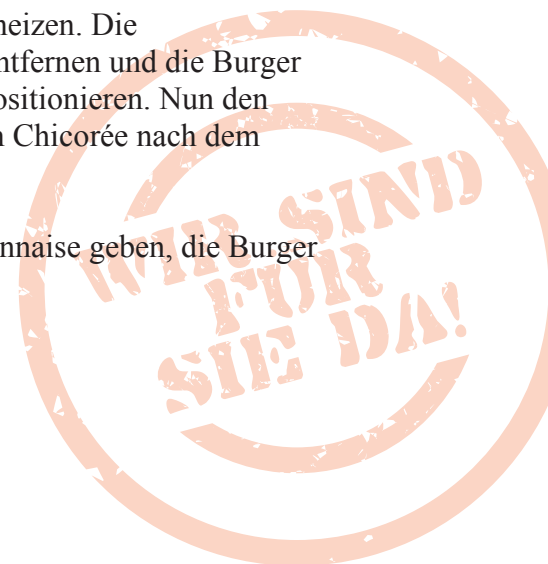 neizen. Die
ntfernen und die Burger
ositionieren. Nun den
n Chicorée nach dem
nnaise geben, die Burger
WIR SIND
FÜR
SIE DA!